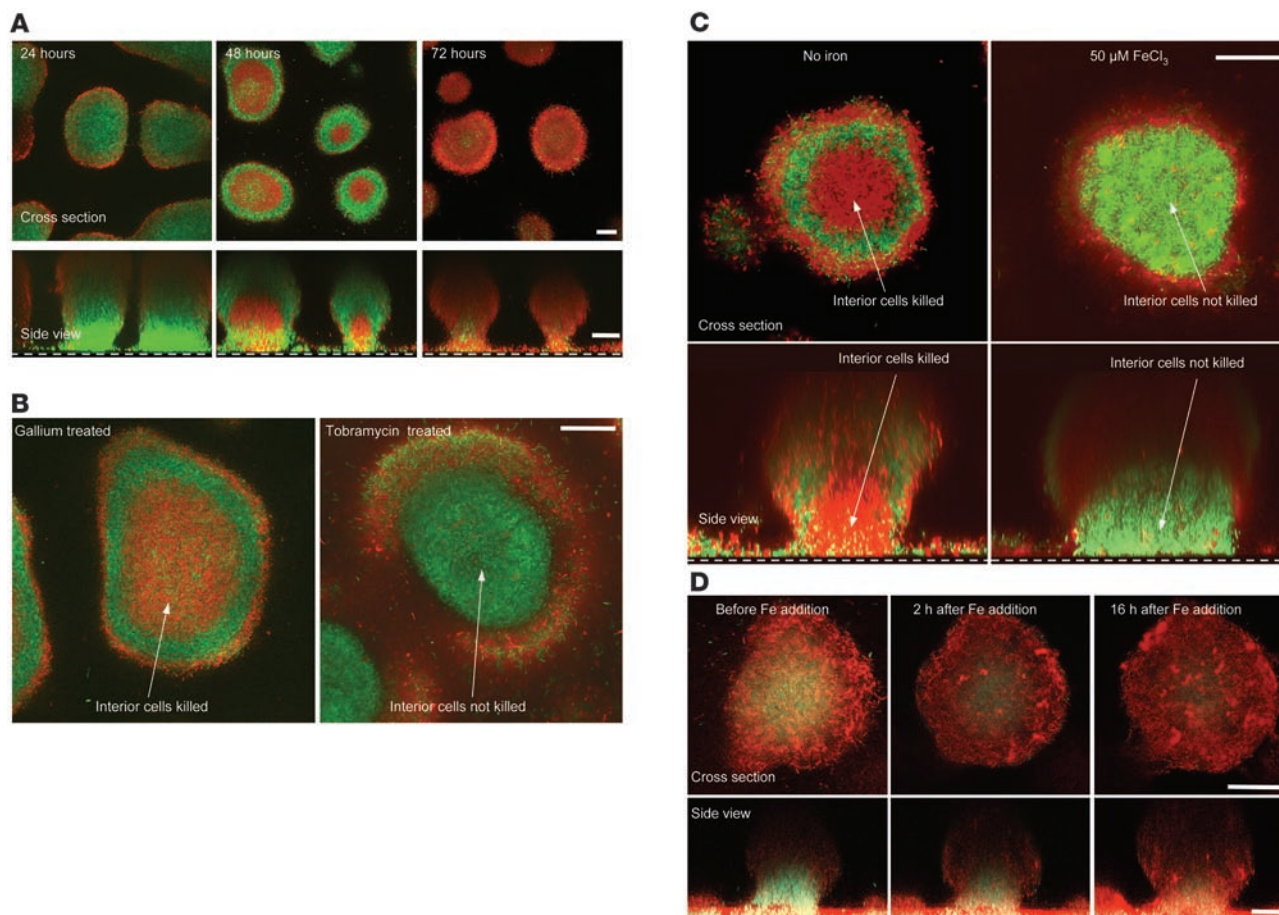 A
24 hours
48 hours
72 hours
Cross section
Side view
B
Gallium treated
Tobramycin treated
Interior cells killed
Interior cells not killed
C
No iron
50 µM FeCl₃
Interior cells killed
Interior cells not killed
Cross section
Interior cells killed
Interior cells not killed
Side view
D
Before Fe addition
2 h after Fe addition
16 h after Fe addition
Cross section
Side view